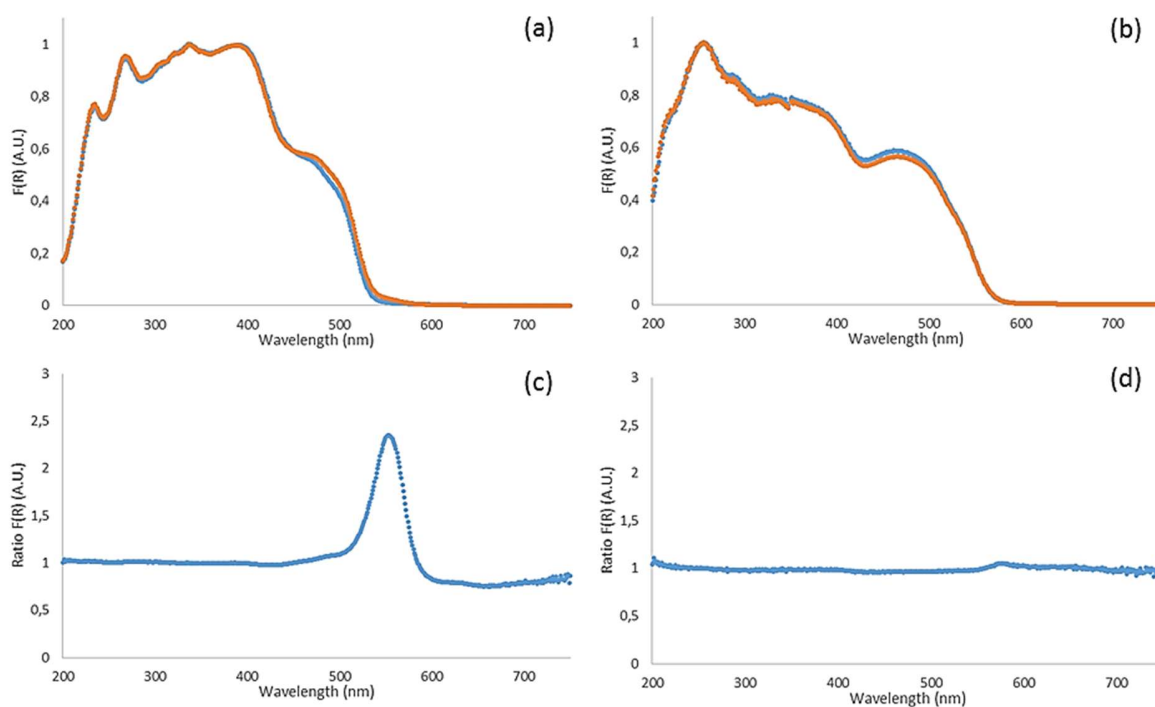 (a)
F(R) (A.U.)
1
0,8
0,6
0,4
0,2
0
200 300 400 500 600 700
Wavelength (nm)
(b)
F(R) (A.U.)
1
0,8
0,6
0,4
0,2
0
200 300 400 500 600 700
Wavelength (nm)
(c)
Ratio F(R) (A.U.)
3
2,5
2
1,5
1
0,5
0
200 300 400 500 600 700
Wavelength (nm)
(d)
Ratio F(R) (A.U.)
3
2,5
2
1,5
1
0,5
0
200 300 400 500 600 700
Wavelength (nm)